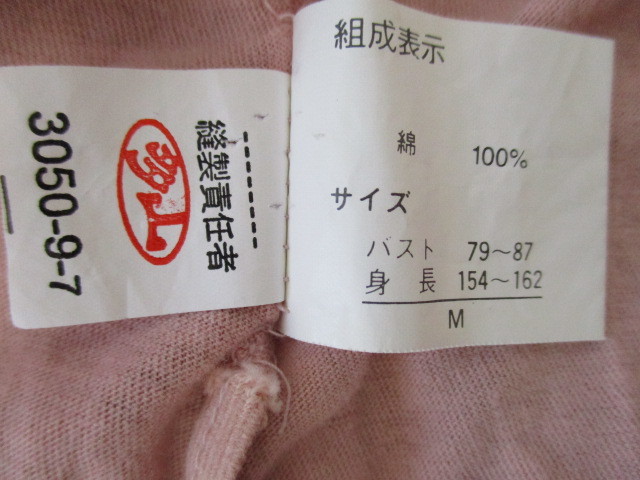 組成表示
綿 100%
サイズ
バスト 79～87
身長 154～162
M
縫製責任者
3050-9-7